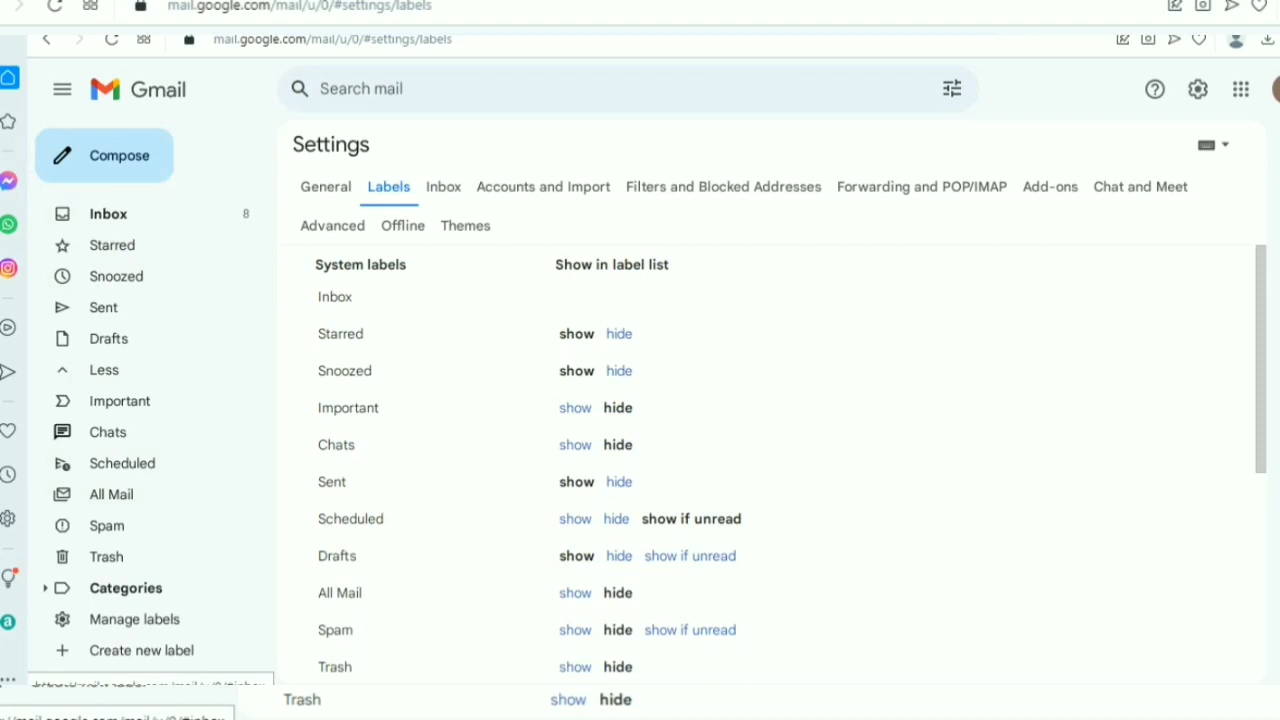 mail.google.com/mail/u/0/#settings/labels
mail.google.com/mail/u/0/#settings/labels
Gmail
Search mail
Compose
Inbox 8
Starred
Snoozed
Sent
Drafts
Less
Important
Chats
Scheduled
All Mail
Spam
Trash
Categories
Manage labels
Create new label
Settings
General Labels Inbox Accounts and Import Filters and Blocked Addresses Forwarding and POP/IMAP Add-ons Chat and Meet
Advanced Offline Themes
System labels Show in label list
Inbox
Starred show hide
Snoozed show hide
Important show hide
Chats show hide
Sent show hide
Scheduled show hide show if unread
Drafts show hide show if unread
All Mail show hide
Spam show hide show if unread
Trash show hide
Trash show hide
a